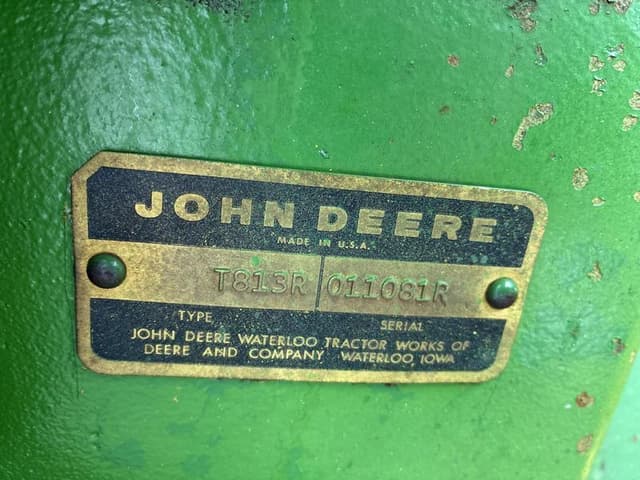 JOHN DEERE
MADE IN U.S.A.
T813R 011081R
TYPE SERIAL
JOHN DEERE WATERLOO TRACTOR WORKS OF
DEERE AND COMPANY WATERLOO, IOWA